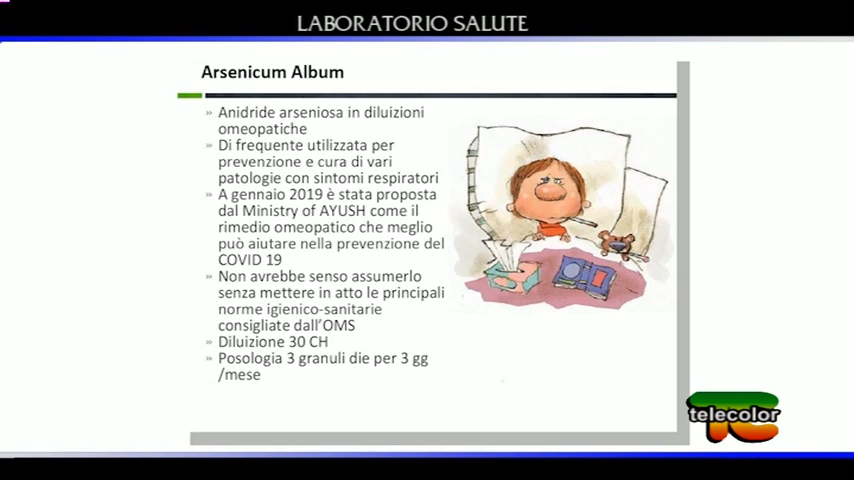 LABORATORIO SALUTE
Arsenicum Album
» Anidride arseniosa in diluizioni
omeopatiche
» Di frequente utilizzata per
prevenzione e cura di vari
patologie con sintomi respiratori
» A gennaio 2019 è stata proposta
dal Ministry of AYUSH come il
rimedio omeopatico che meglio
può aiutare nella prevenzione del
COVID 19
» Non avrebbe senso assumerlo
senza mettere in atto le principali
norme igienico-sanitarie
consigliate dall'OMS
» Diluizione 30 CH
» Posologia 3 granuli die per 3 gg
/mese
telecolor